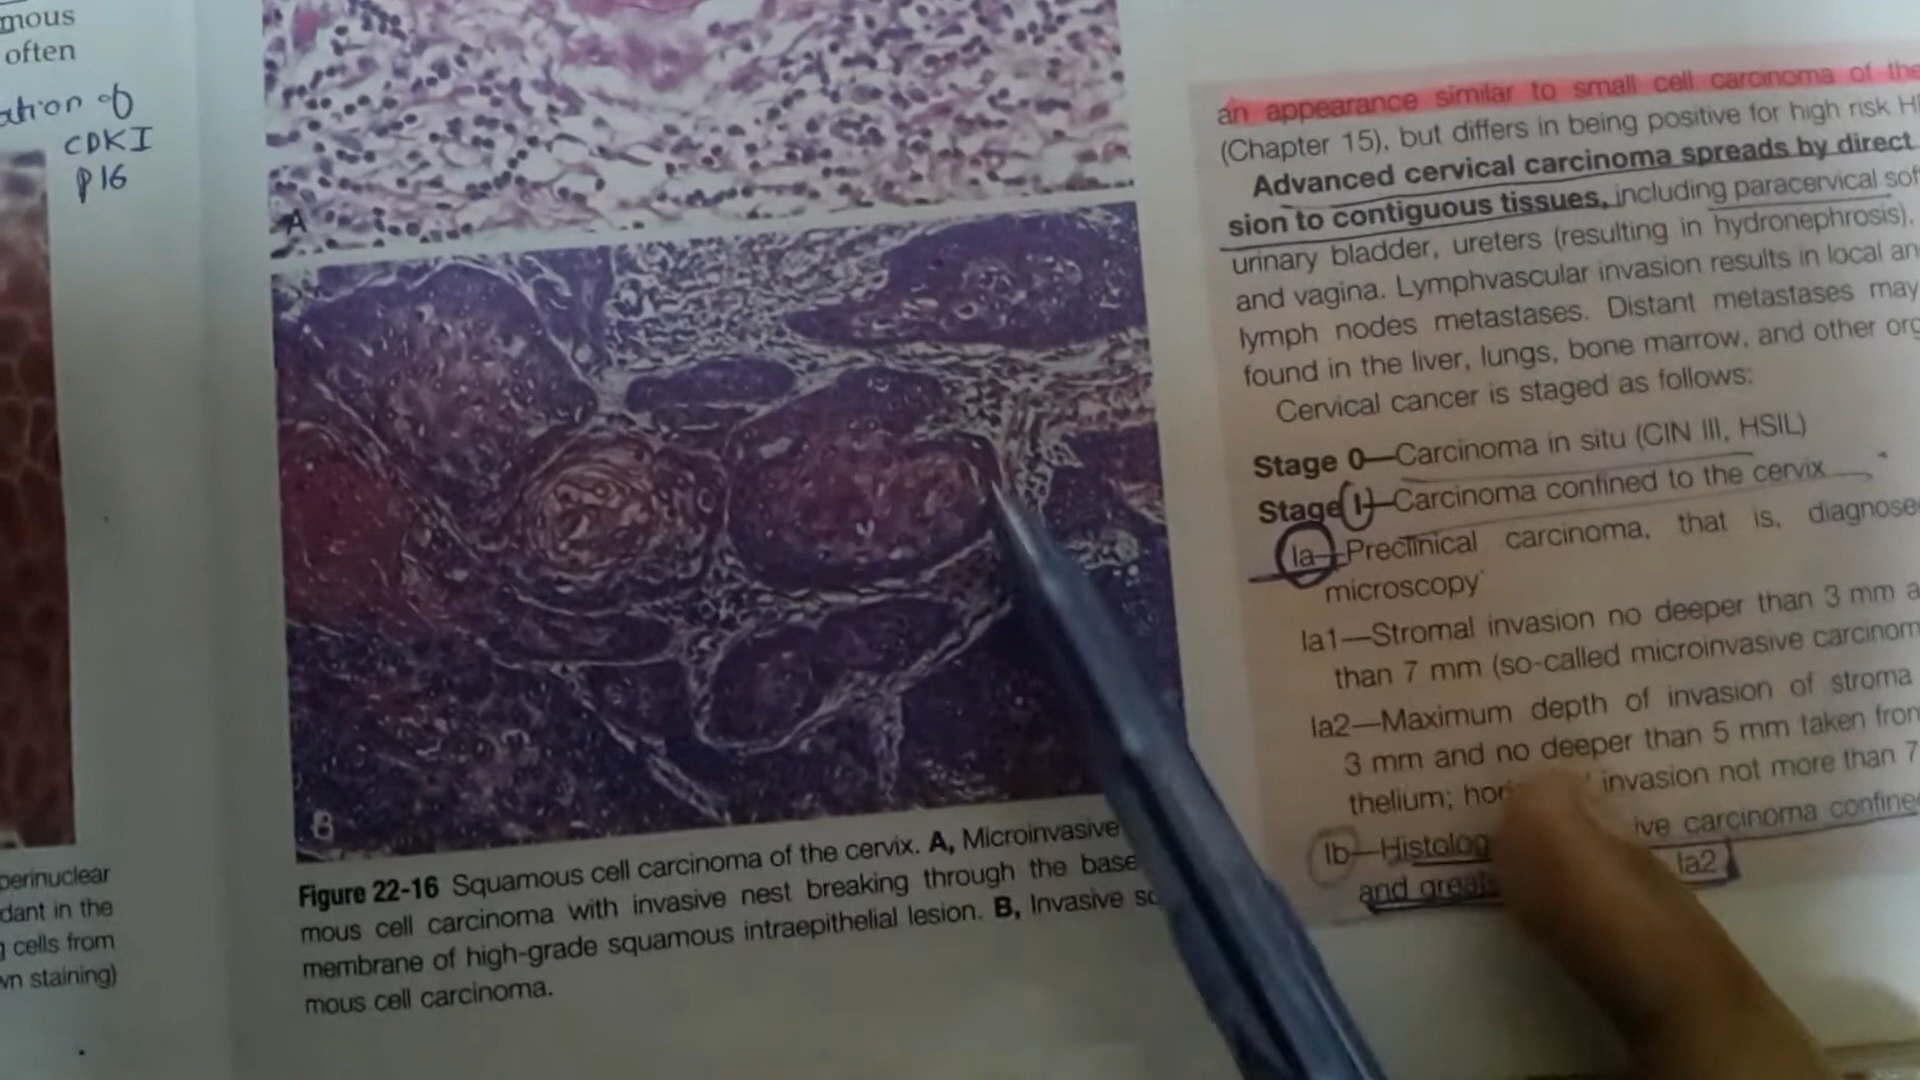 mous
often
ation of
CDKI
p16
perinuclear
dant in the
cells from
wn staining)
A
B
Figure 22-16 Squamous cell carcinoma of the cervix. A, Microinvasive
mous cell carcinoma with invasive nest breaking through the base
membrane of high-grade squamous intraepithelial lesion. B, Invasive sq
mous cell carcinoma.
an appearance similar to small cell carcinoma of the
(Chapter 15), but differs in being positive for high risk H
Advanced cervical carcinoma spreads by direct
sion to contiguous tissues, including paracervical sof
urinary bladder, ureters (resulting in hydronephrosis),
and vagina. Lymphvascular invasion results in local an
lymph nodes metastases. Distant metastases may
found in the liver, lungs, bone marrow, and other org
Cervical cancer is staged as follows:
Stage 0—Carcinoma in situ (CIN III, HSIL)
Stage I—Carcinoma confined to the cervix
Ia—Preclinical carcinoma, that is, diagnose
microscopy
Ia1—Stromal invasion no deeper than 3 mm a
than 7 mm (so-called microinvasive carcinom
Ia2—Maximum depth of invasion of stroma
3 mm and no deeper than 5 mm taken from
thelium; invasion not more than 7
Ib—Histolog ive carcinoma confine
and great Ia2